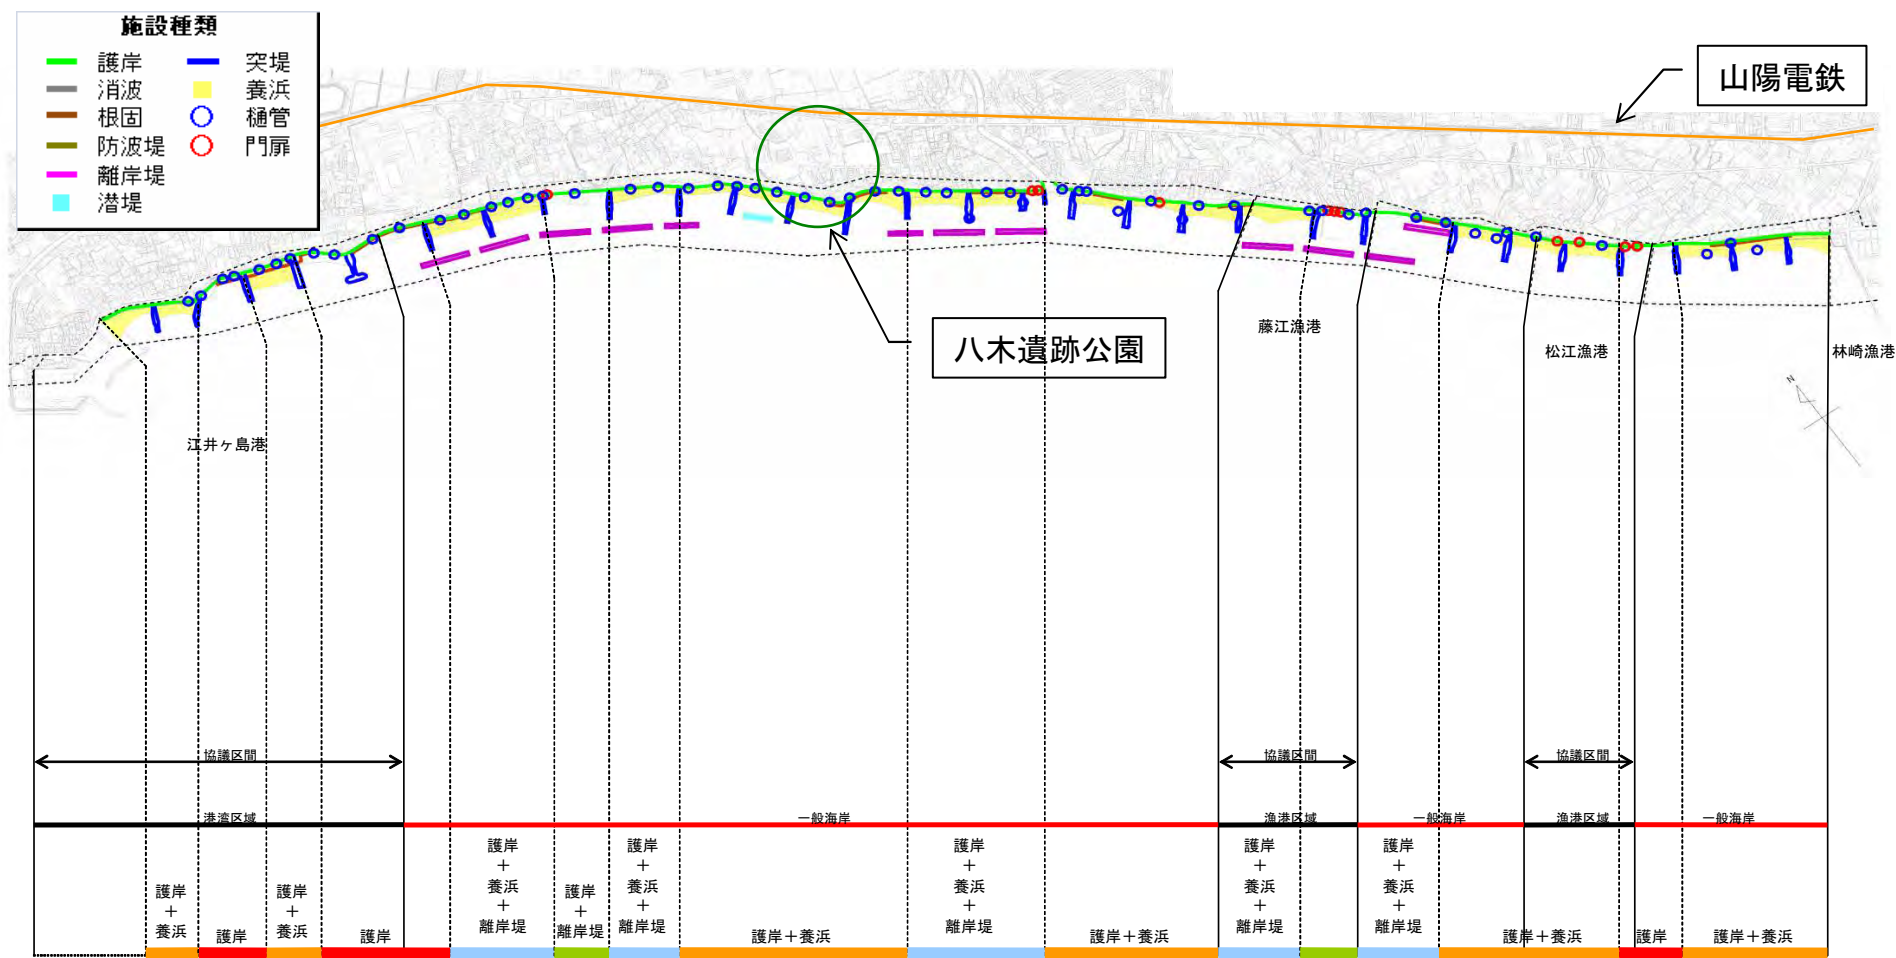 施設種類
護岸
突堤
消波
養浜
根固
樋管
防波堤
門扉
離岸堤
潜堤
山陽電鉄
八木遺跡公園
藤江漁港
松江漁港
林崎漁港
N
江井ヶ島港
協議区間
協議区間
協議区間
港湾区域
一般海岸
漁港区域
一般海岸
漁港区域
一般海岸
護岸
+
養浜
護岸
護岸
+
養浜
護岸
護岸
+
養浜
+
離岸堤
護岸
+
離岸堤
護岸
+
養浜
+
離岸堤
護岸+養浜
護岸
+
養浜
+
離岸堤
護岸+養浜
護岸
+
養浜
+
離岸堤
護岸
+
養浜
+
離岸堤
護岸+養浜
護岸
護岸+養浜